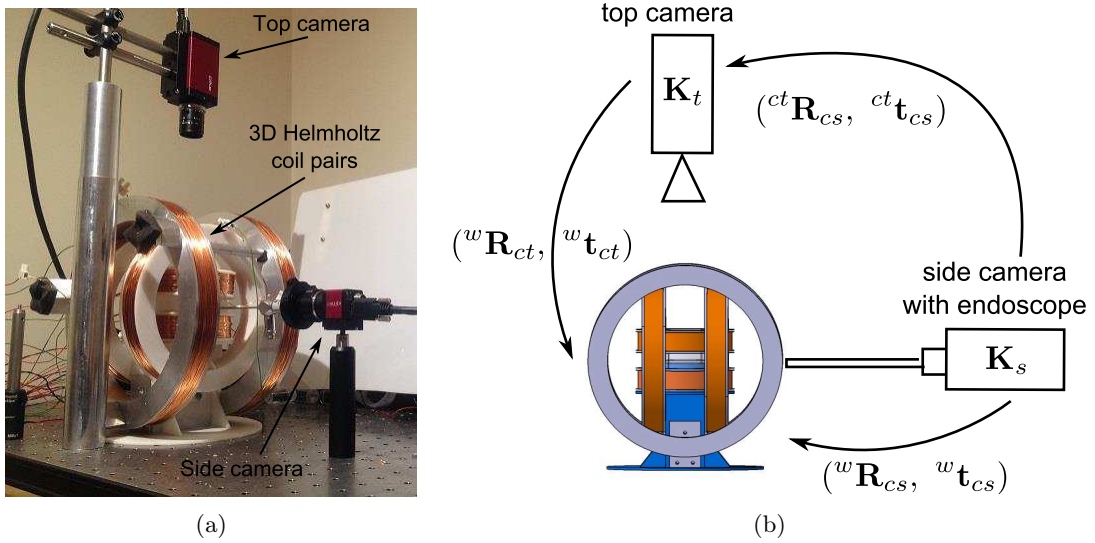 Top camera
3D Helmholtz
coil pairs
Side camera
(a)
top camera
K_t
(^{ct}R_{cs}, ^{ct}t_{cs})
(^{w}R_{ct}, ^{w}t_{ct})
side camera
with endoscope
K_s
(^{w}R_{cs}, ^{w}t_{cs})
(b)